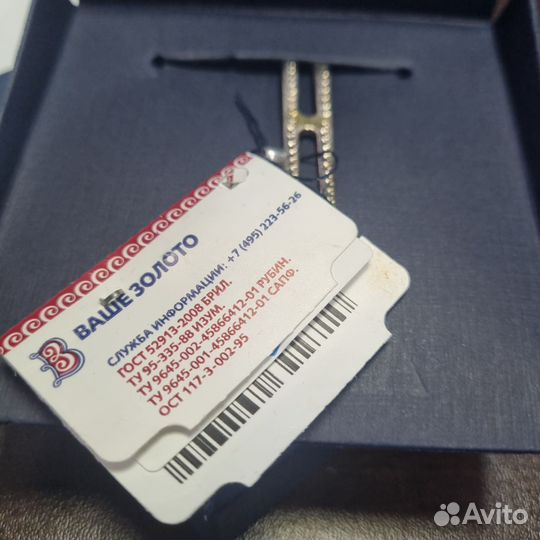 ВАШЕ ЗОЛОТО
СЛУЖБА ИНФОРМАЦИИ: +7 (495) 223-56-26
ГОСТ 52913-2008 БРИЛ.
ТУ 95-335-88 ИЗУМ.
ТУ 9645-002-45866412-01 РУБИН.
ТУ 9645-001-45866412-01 САПФ.
ОСТ 117-3-002-95
Avito